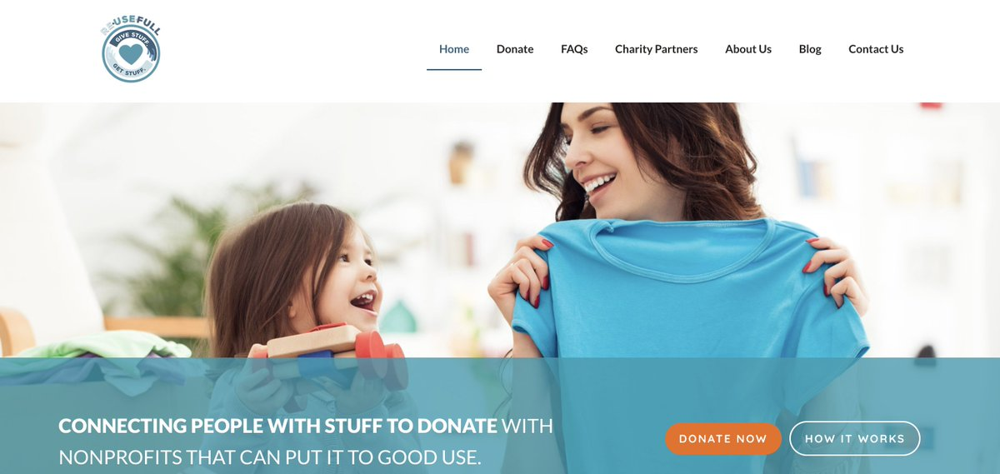 RE·USEFULL
GIVE STUFF.
GET STUFF.
Home Donate FAQs Charity Partners About Us Blog Contact Us
CONNECTING PEOPLE WITH STUFF TO DONATE WITH
NONPROFITS THAT CAN PUT IT TO GOOD USE.
DONATE NOW HOW IT WORKS